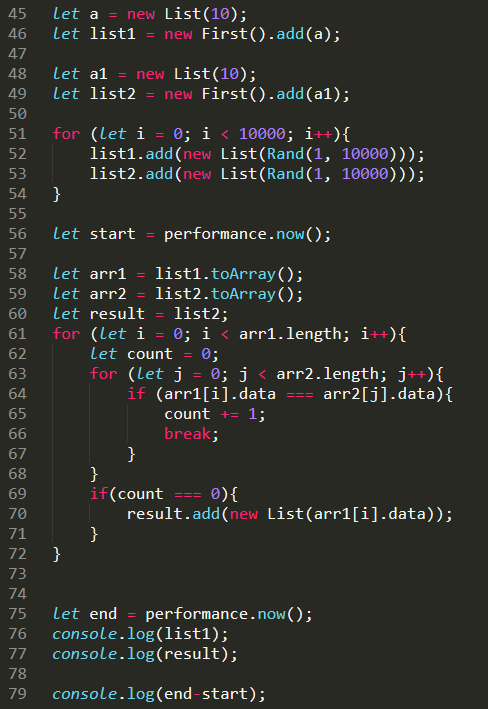 45 let a = new List(10);
46 let list1 = new First().add(a);
47
48 let a1 = new List(10);
49 let list2 = new First().add(a1);
50
51 for (let i = 0; i < 10000; i++){
52     list1.add(new List(Rand(1, 10000)));
53     list2.add(new List(Rand(1, 10000)));
54 }
55
56 let start = performance.now();
57
58 let arr1 = list1.toArray();
59 let arr2 = list2.toArray();
60 let result = list2;
61 for (let i = 0; i < arr1.length; i++){
62     let count = 0;
63     for (let j = 0; j < arr2.length; j++){
64         if (arr1[i].data === arr2[j].data){
65             count += 1;
66             break;
67         }
68     }
69     if(count === 0){
70         result.add(new List(arr1[i].data));
71     }
72 }
73
74
75 let end = performance.now();
76 console.log(list1);
77 console.log(result);
78
79 console.log(end-start);